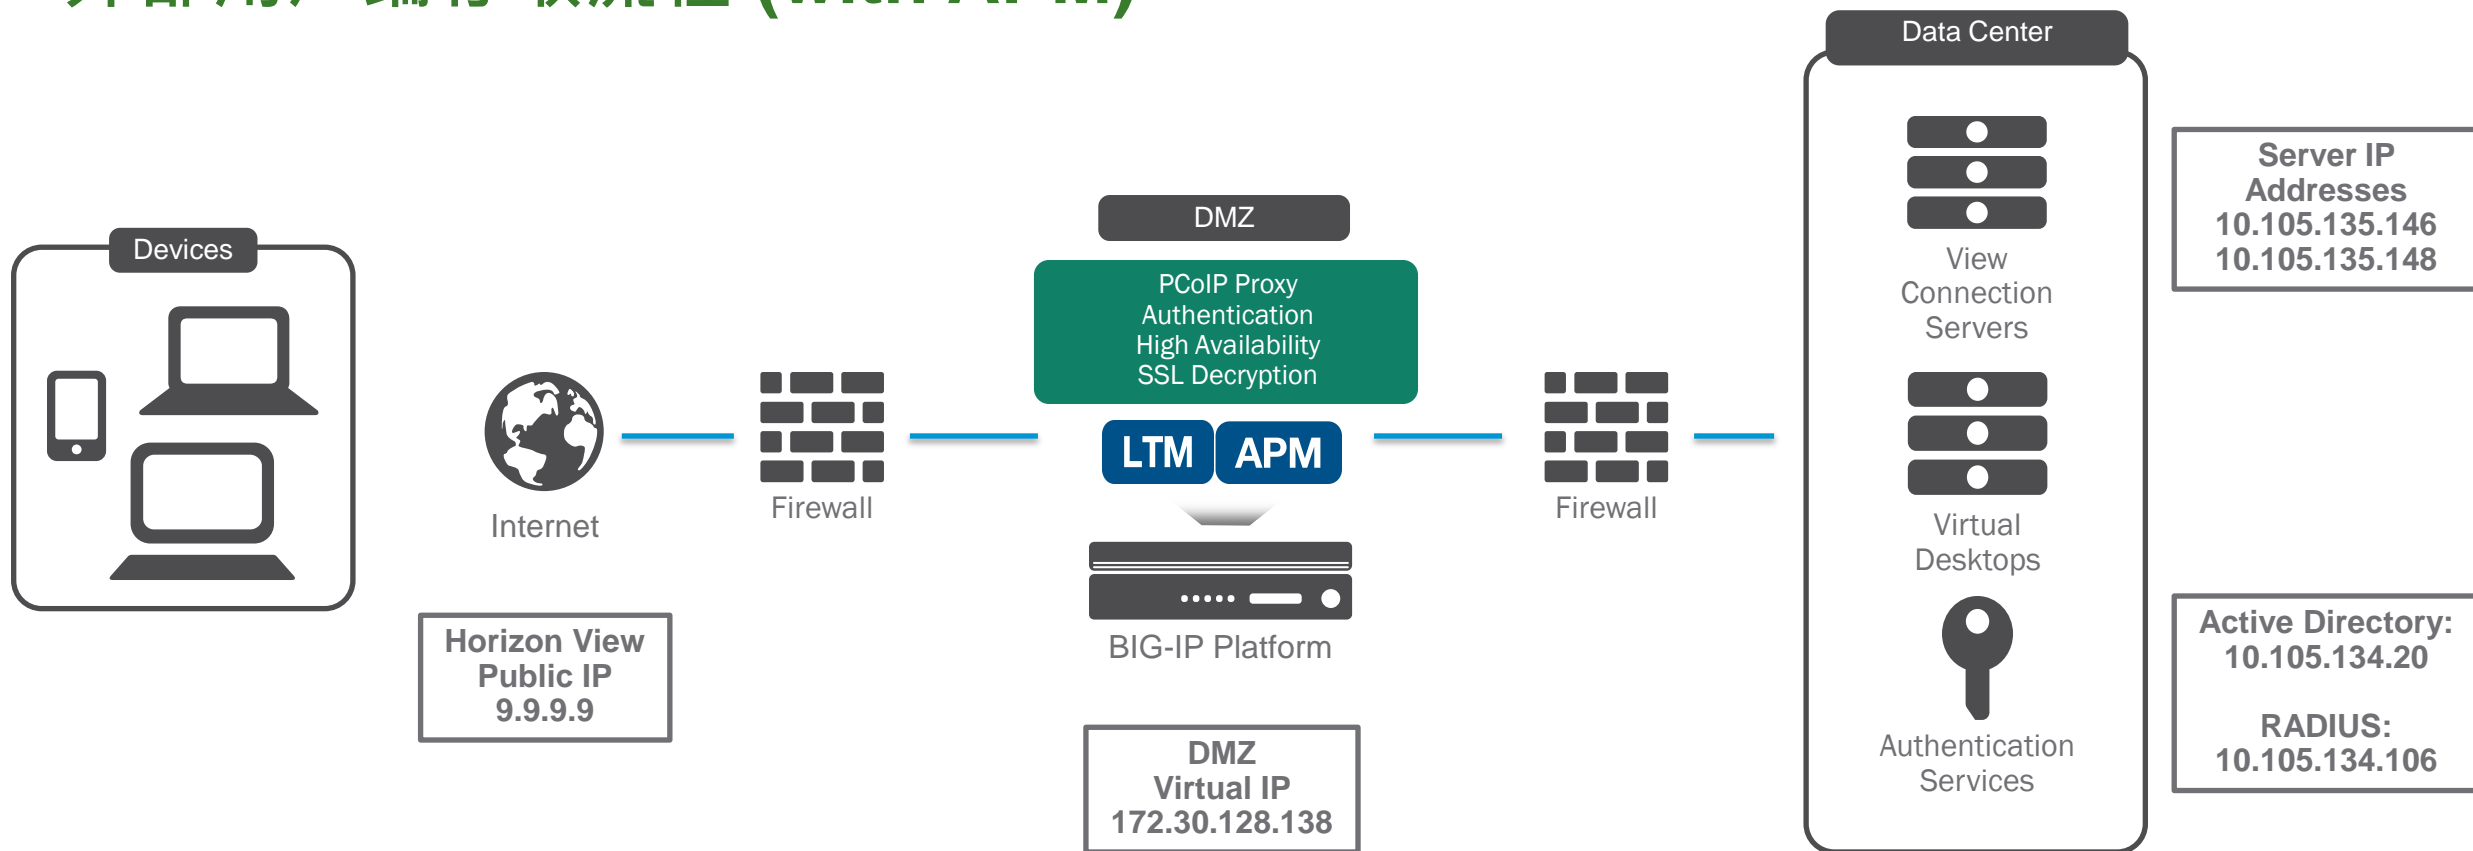 (with APM)
Data Center
Devices
DMZ
PCoIP Proxy
Authentication
High Availability
SSL Decryption
LTM APM
Internet
Firewall
Firewall
BIG-IP Platform
Horizon View
Public IP
9.9.9.9
DMZ
Virtual IP
172.30.128.138
View
Connection
Servers
Virtual
Desktops
Authentication
Services
Server IP
Addresses
10.105.135.146
10.105.135.148
Active Directory:
10.105.134.20
RADIUS:
10.105.134.106